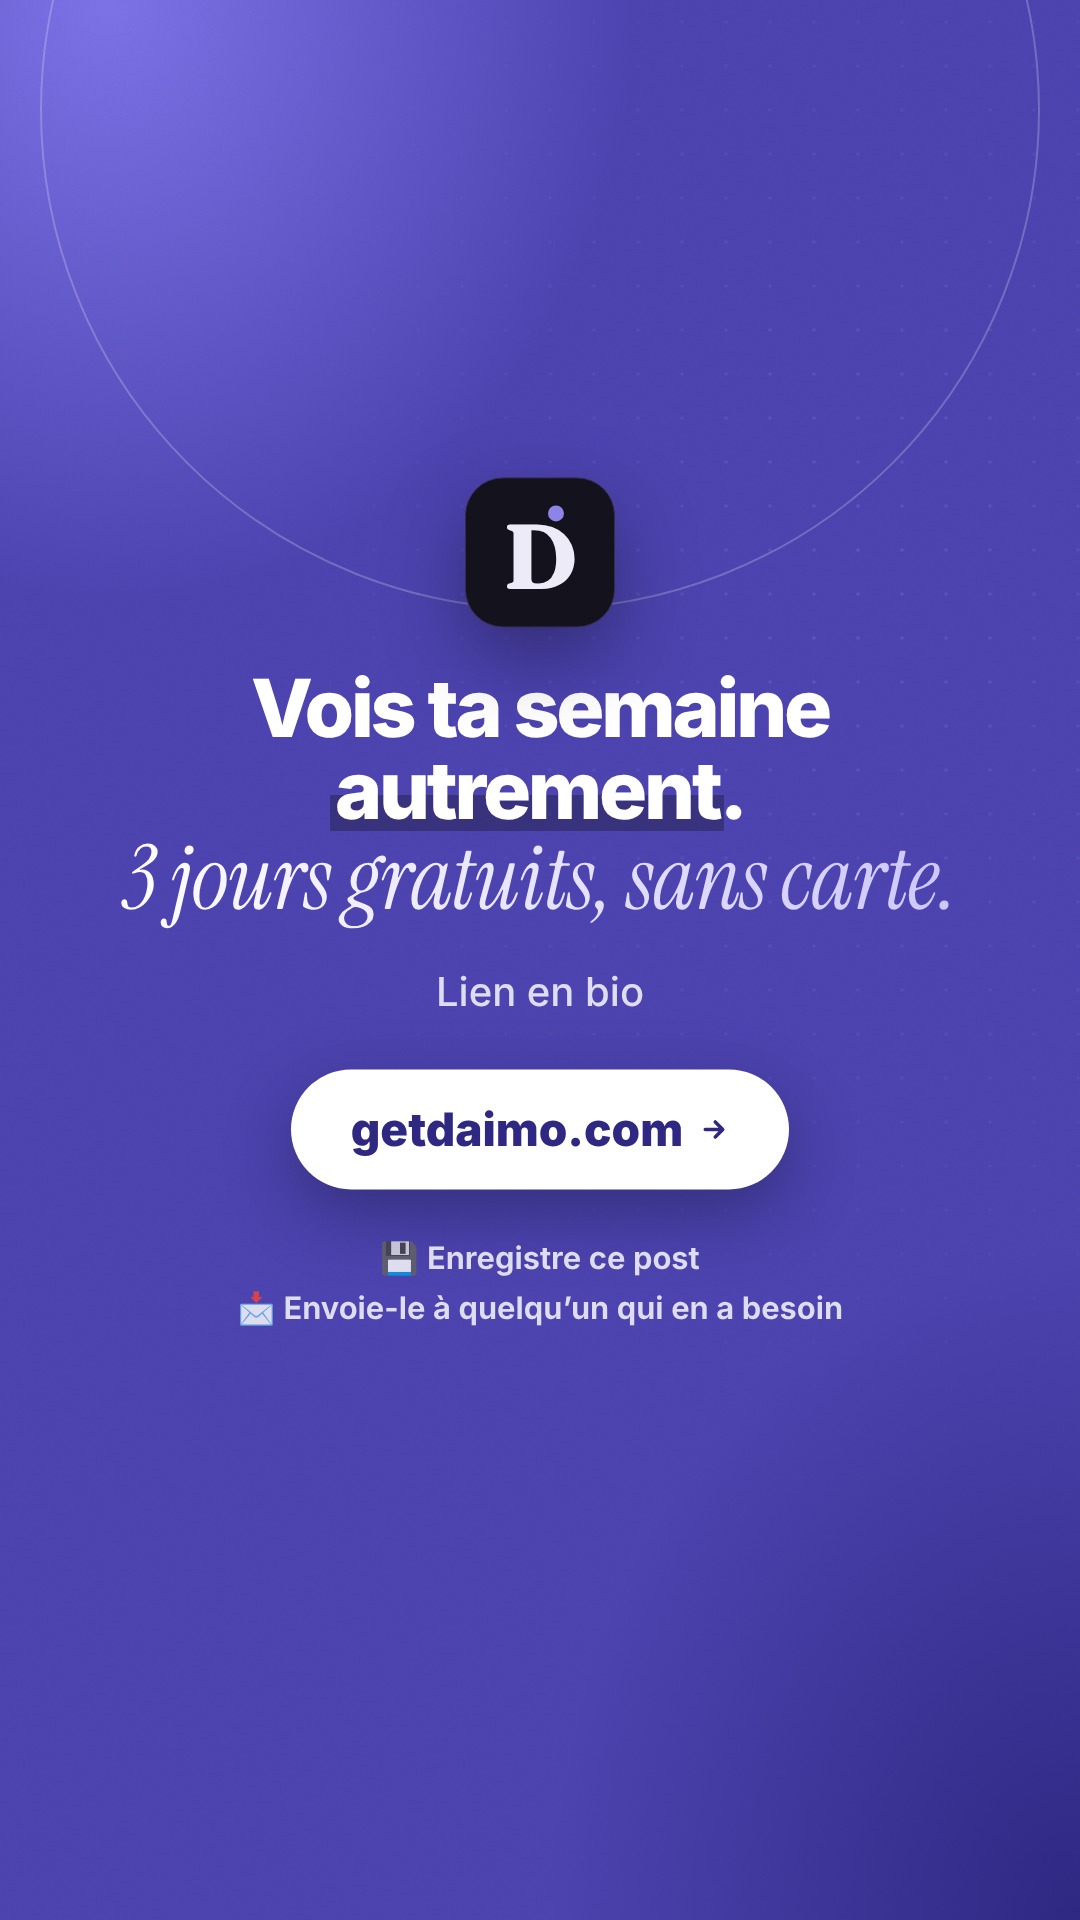 D
Vois ta semaine
autrement.
3 jours gratuits, sans carte.
Lien en bio
getdaimo.com →
💾 Enregistre ce post
📩 Envoie-le à quelqu’un qui en a besoin